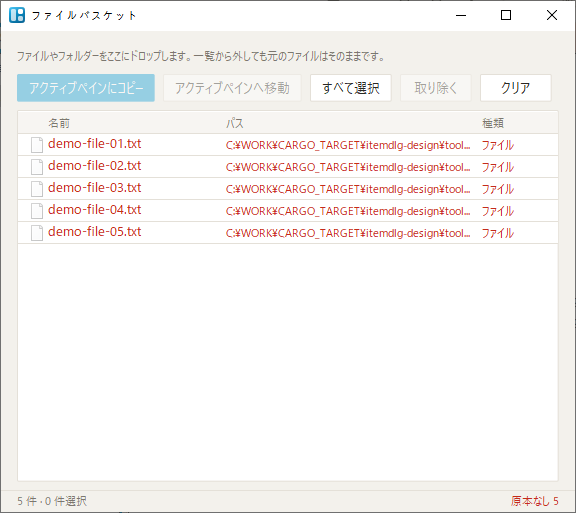 ファイルバスケット
ファイルやフォルダーをここにドロップします。一覧から外しても元のファイルはそのままです。
アクティブペインにコピー アクティブペインへ移動 すべて選択 取り除く クリア
名前 パス 種類
demo-file-01.txt C:¥WORK¥CARGO_TARGET¥itemdlg-design¥tool... ファイル
demo-file-02.txt C:¥WORK¥CARGO_TARGET¥itemdlg-design¥tool... ファイル
demo-file-03.txt C:¥WORK¥CARGO_TARGET¥itemdlg-design¥tool... ファイル
demo-file-04.txt C:¥WORK¥CARGO_TARGET¥itemdlg-design¥tool... ファイル
demo-file-05.txt C:¥WORK¥CARGO_TARGET¥itemdlg-design¥tool... ファイル
5 件 · 0 件選択 原本なし 5